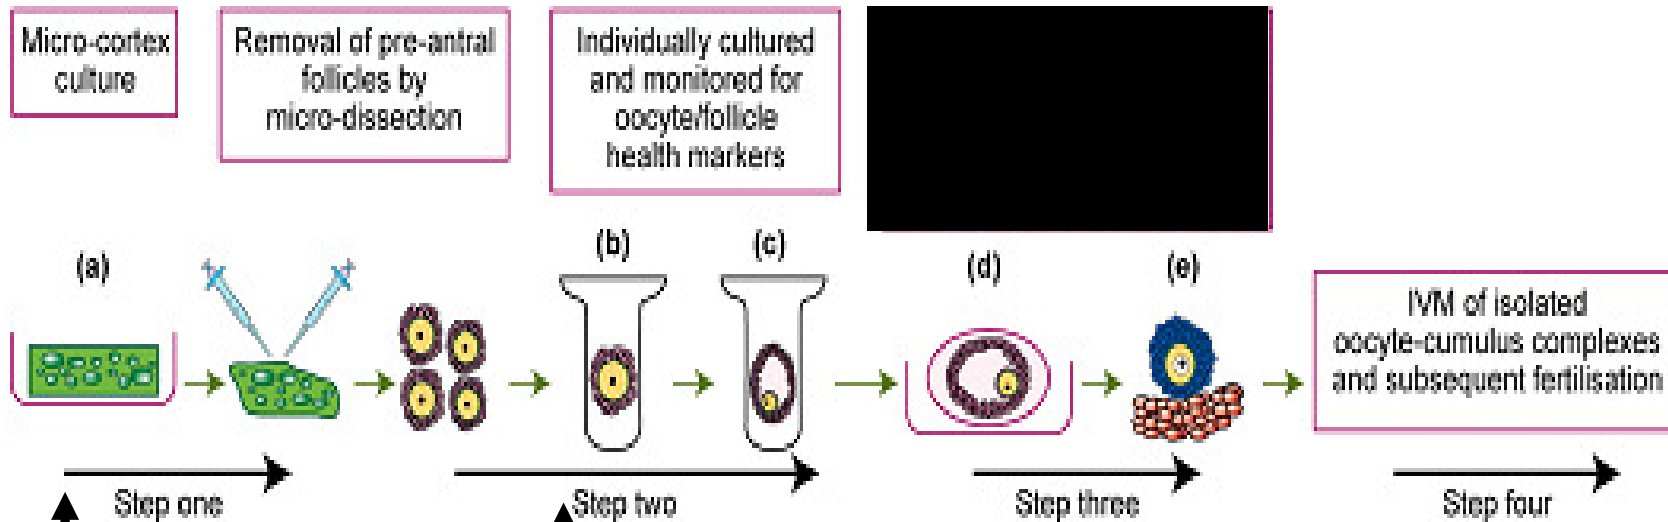 Micro-cortex
culture
Removal of pre-antral
follicles by
micro-dissection
Individually cultured
and monitored for
oocyte/follicle
health markers
(a)
(b)
(c)
(d)
(e)
IVM of isolated
oocyte-cumulus complexes
and subsequent fertilisation
Step one
Step two
Step three
Step four